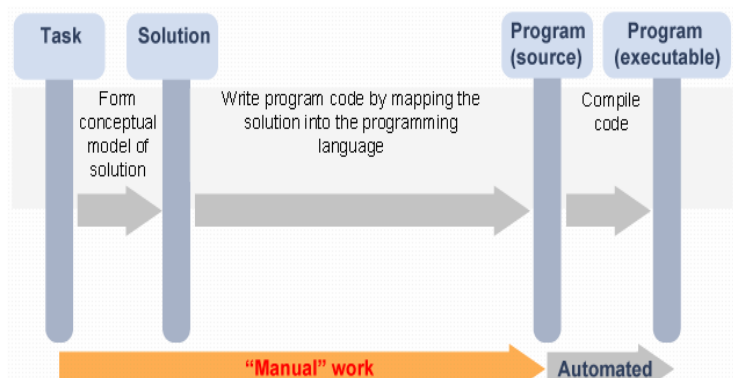 Task
Solution
Program
(source)
Program
(executable)
Form
conceptual
model of
solution
Write program code by mapping the
solution into the programming
language
Compile
code
“Manual” work
Automated